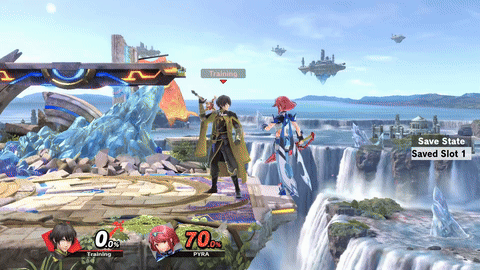 Training
Save State
Saved Slot 1
0.0%
Training
70.0%
PYRA